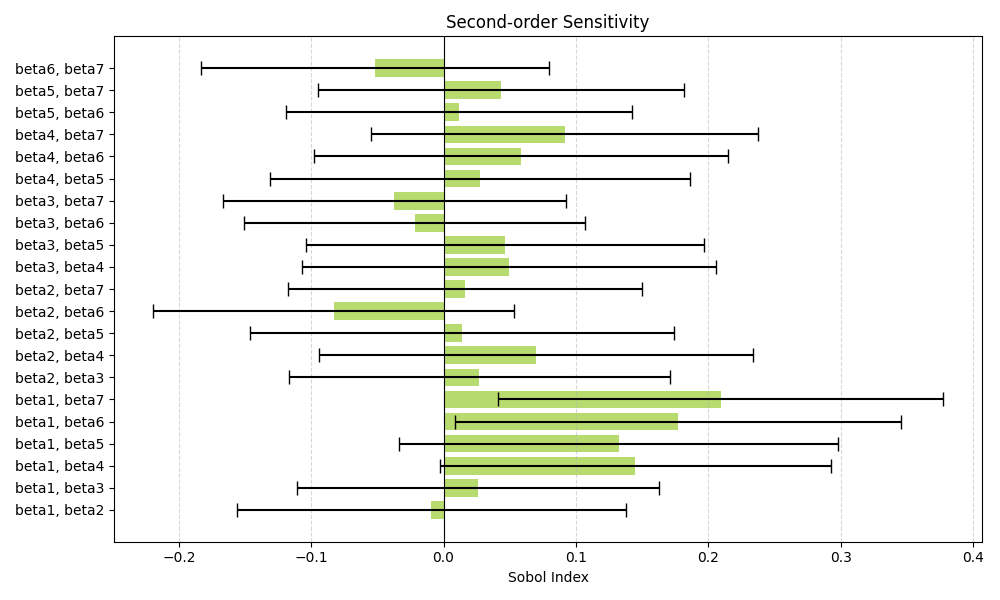 Second-order Sensitivity
beta6, beta7
beta5, beta7
beta5, beta6
beta4, beta7
beta4, beta6
beta4, beta5
beta3, beta7
beta3, beta6
beta3, beta5
beta3, beta4
beta2, beta7
beta2, beta6
beta2, beta5
beta2, beta4
beta2, beta3
beta1, beta7
beta1, beta6
beta1, beta5
beta1, beta4
beta1, beta3
beta1, beta2
−0.2 −0.1 0.0 0.1 0.2 0.3 0.4
Sobol Index